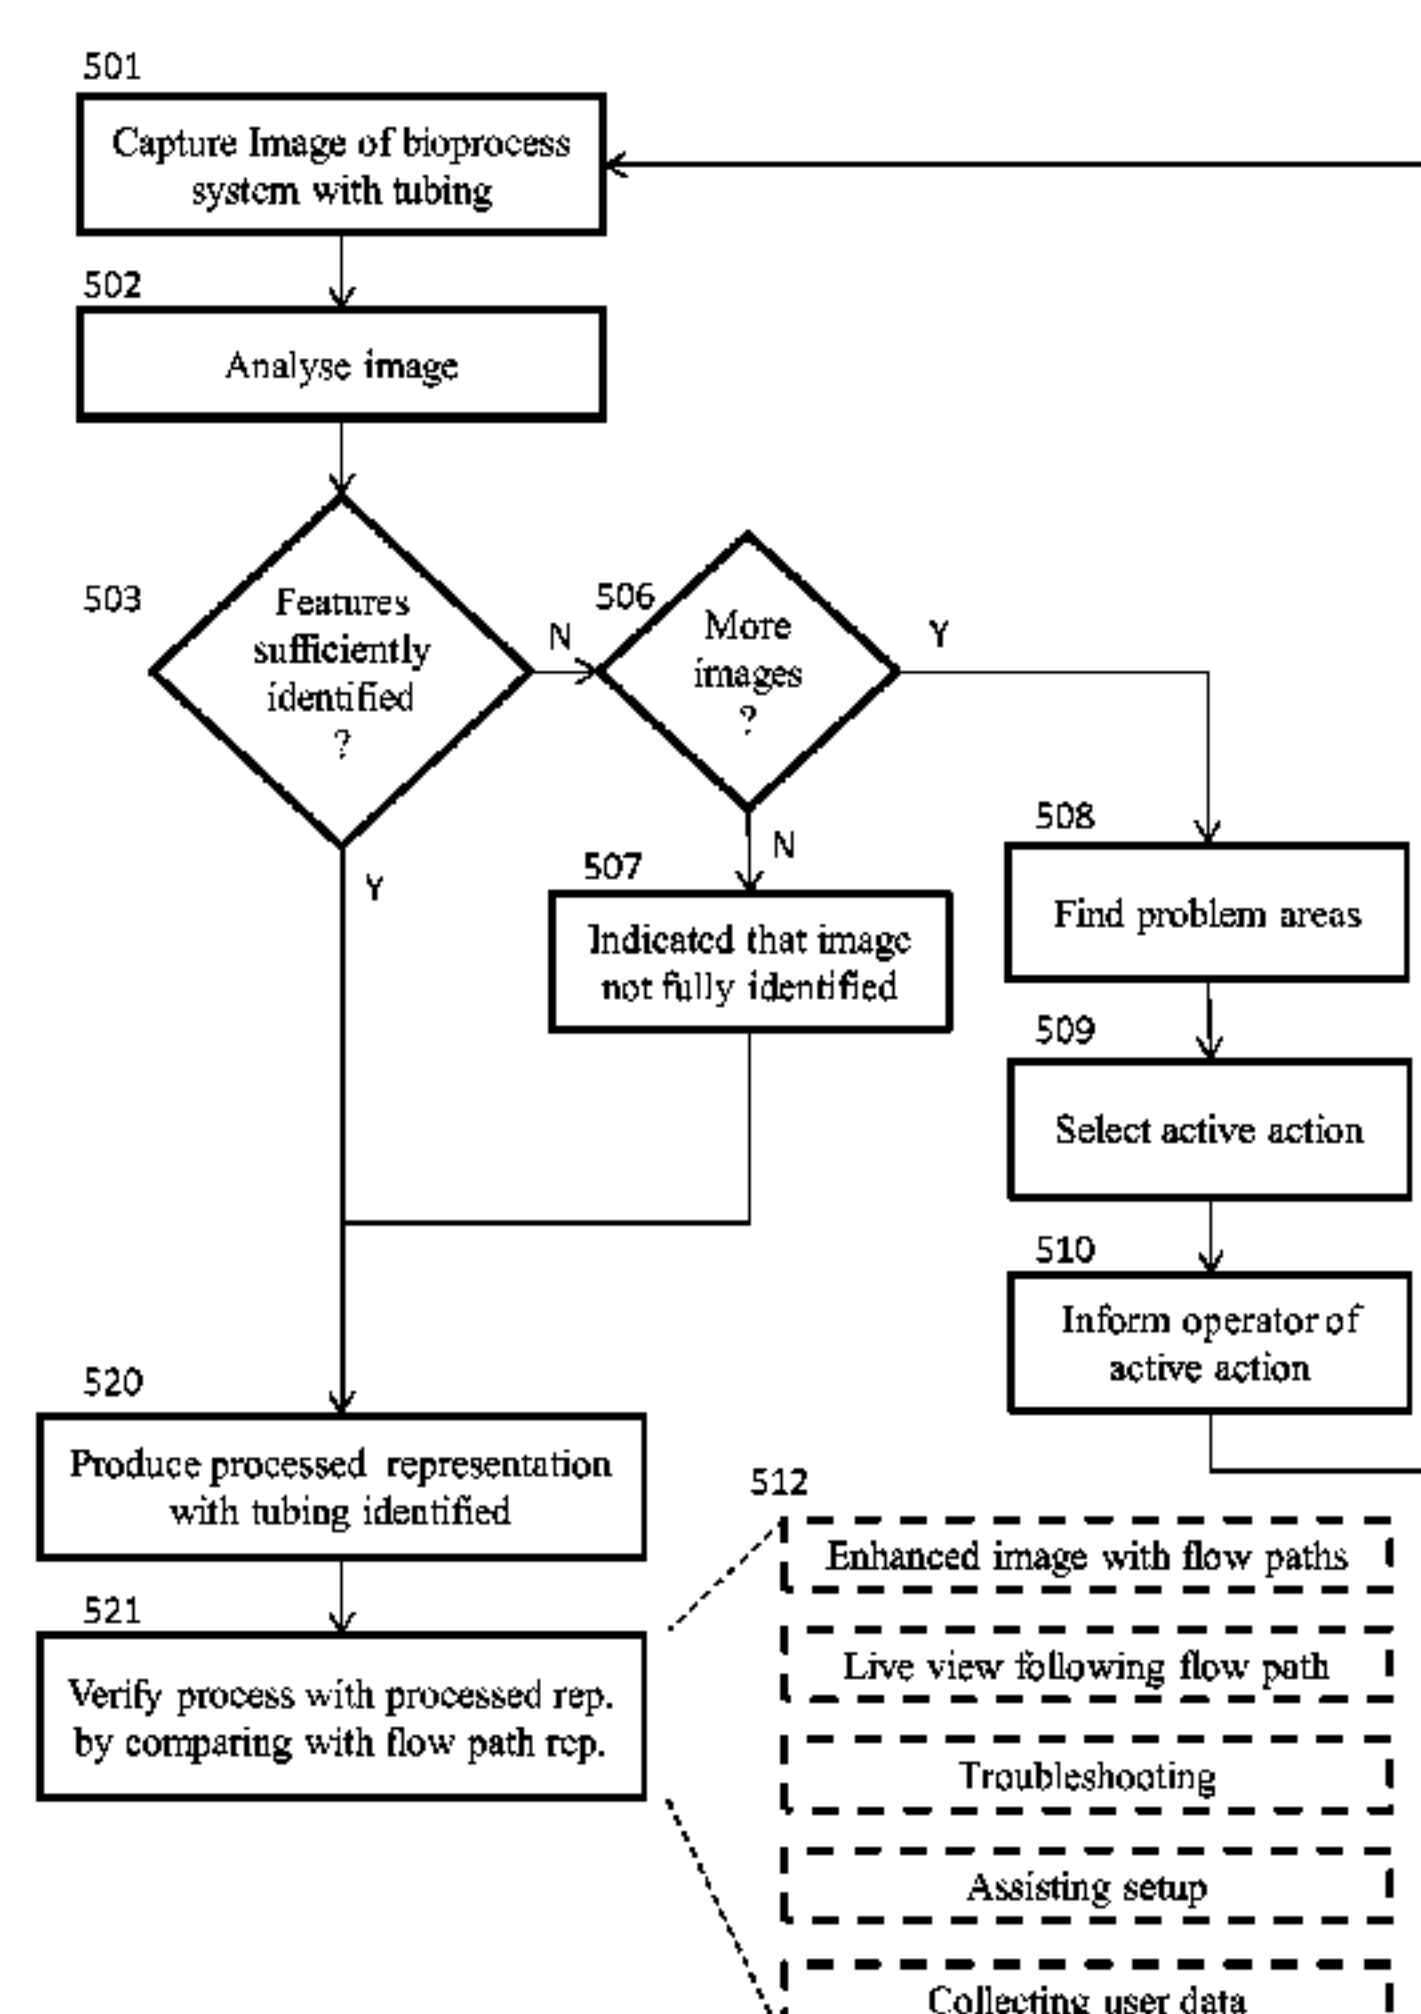 501
Capture Image of bioprocess
system with tubing
502
Analyse image
503
Features
sufficiently
identified
?
N
Y
506
More
images
?
Y
N
507
Indicated that image
not fully identified
508
Find problem areas
509
Select active action
510
Inform operator of
active action
520
Produce processed representation
with tubing identified
521
Verify process with processed rep.
by comparing with flow path rep.
512
Enhanced image with flow paths
Live view following flow path
Troubleshooting
Assisting setup
Collecting user data